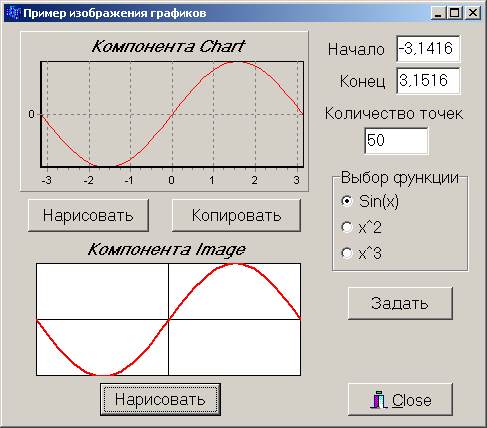 Пример изображения графиков
Компонента Chart
0
-3 -2 -1 0 1 2 3
Нарисовать Копировать
Компонента Image
Нарисовать
Начало -3,1416
Конец 3,1516
Количество точек
50
Выбор функции
Sin(x)
x^2
x^3
Задать
Close